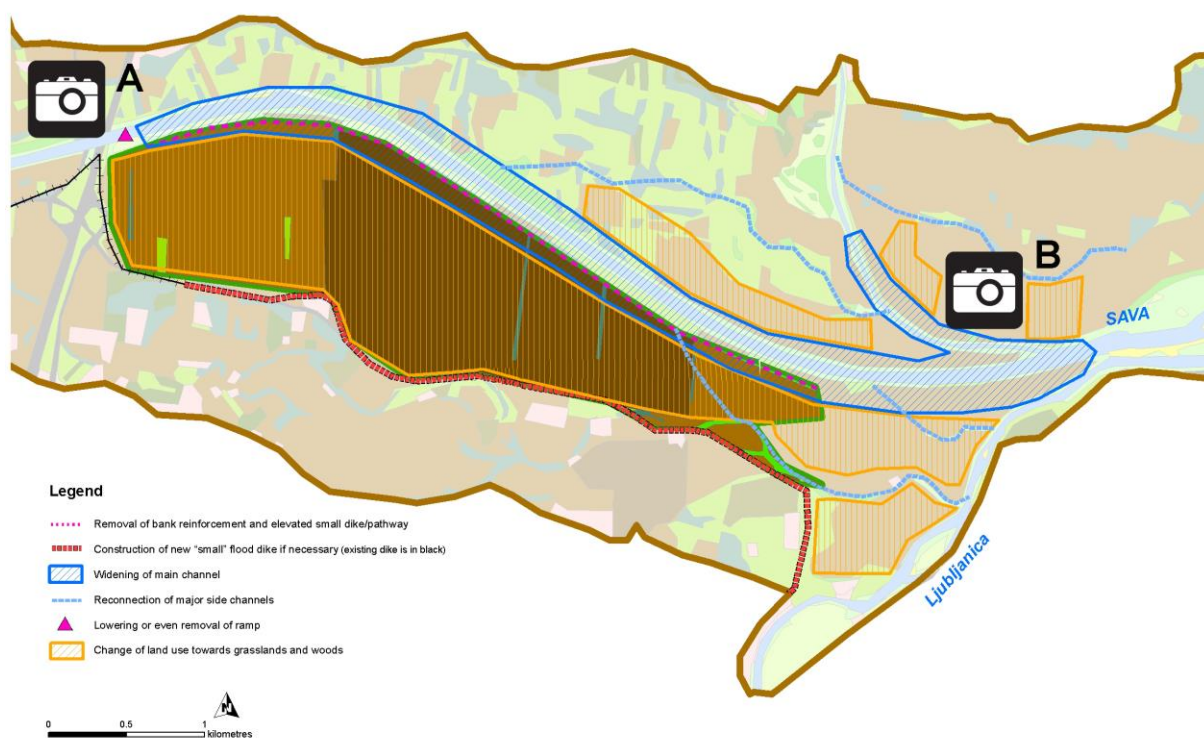 A
B
SAVA
Ljubljanica
Legend
Removal of bank reinforcement and elevated small dike/pathway
Construction of new "small" flood dike if necessary (existing dike is in black)
Widening of main channel
Reconnection of major side channels
Lowering or even removal of ramp
Change of land use towards grasslands and woods
N
0 0.5 1
kilometres